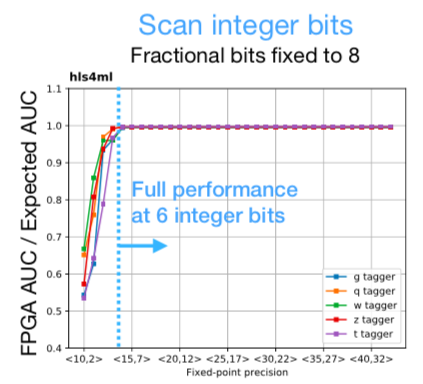 Scan integer bits
Fractional bits fixed to 8
hls4ml
FPGA AUC / Expected AUC
1.1
1.0
0.9
0.8
0.7
0.6
0.5
0.4
Full performance
at 6 integer bits
g tagger
q tagger
w tagger
z tagger
t tagger
<10,2> <15,7> <20,12> <25,17> <30,22> <35,27> <40,32>
Fixed-point precision